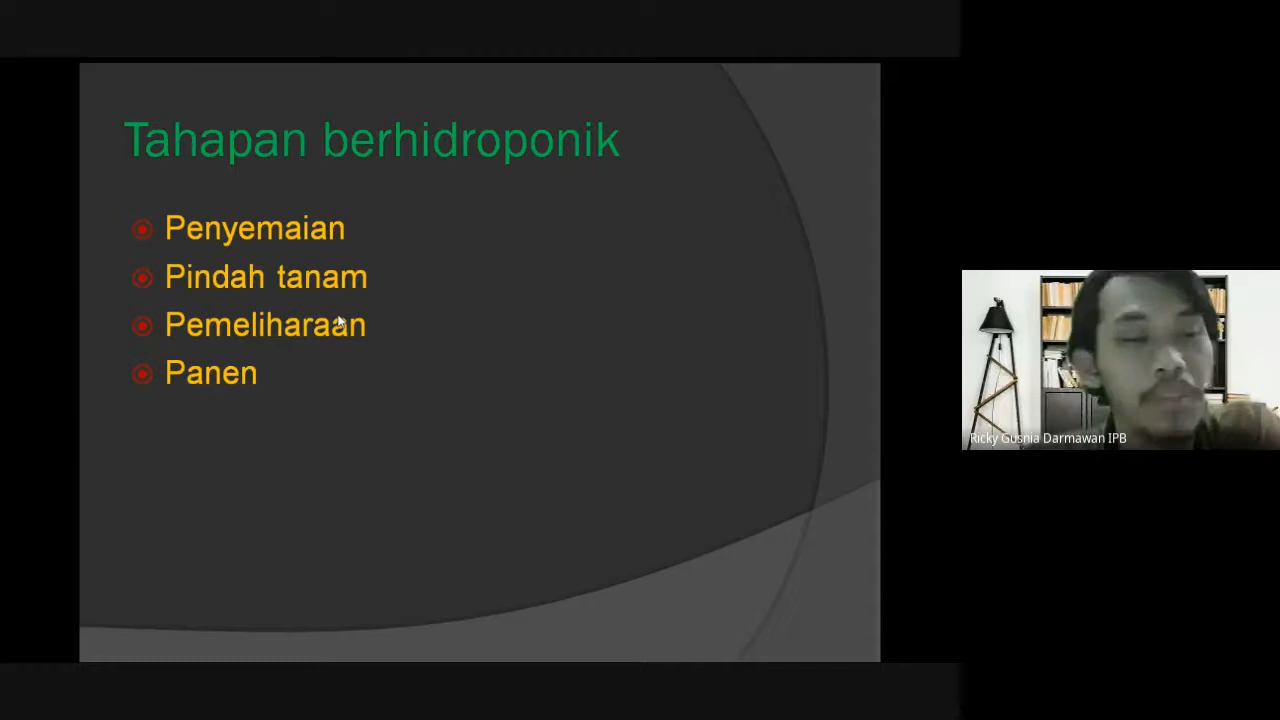 Tahapan berhidroponik
Penyemaian
Pindah tanam
Pemeliharaan
Panen
Ricky Gusnia Darmawan IPB